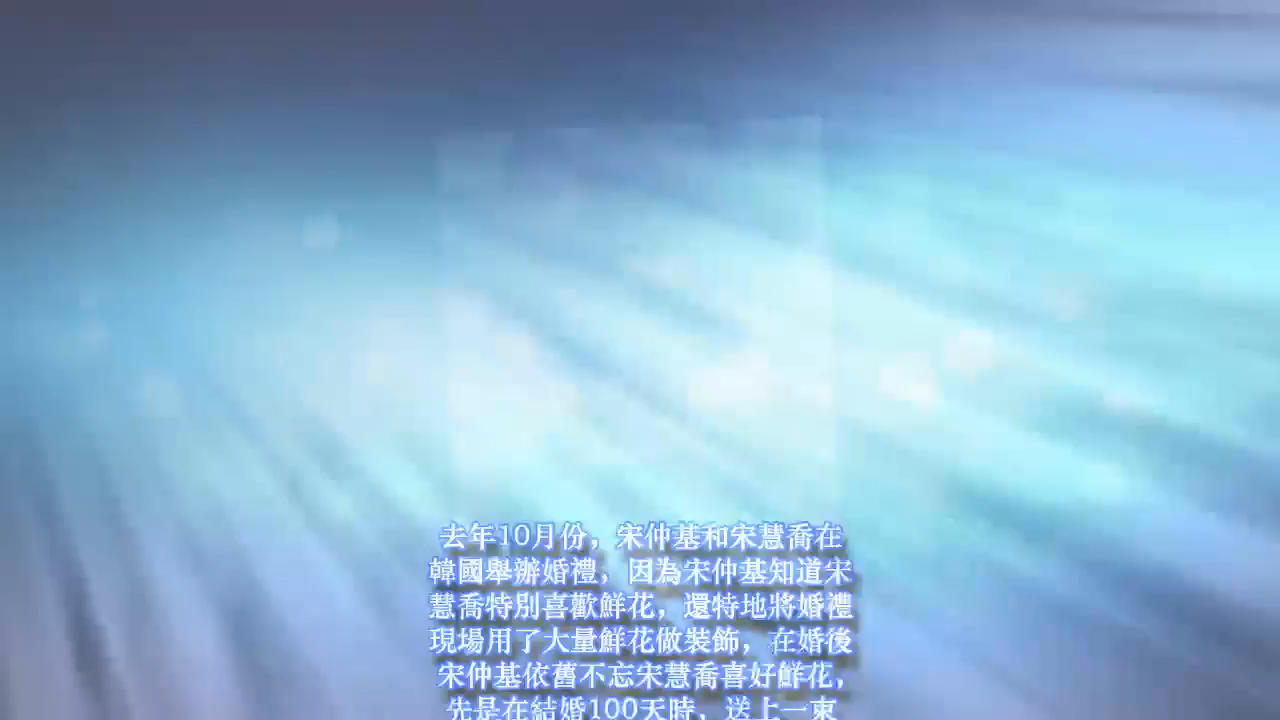 去年10月份，宋仲基和宋慧喬在
韓國舉辦婚禮，因為宋仲基知道宋
慧喬特別喜歡鮮花，還特地將婚禮
現場用了大量鮮花做裝飾，在婚後
宋仲基依舊不忘宋慧喬喜好鮮花，
先是在結婚100天時，送上一束